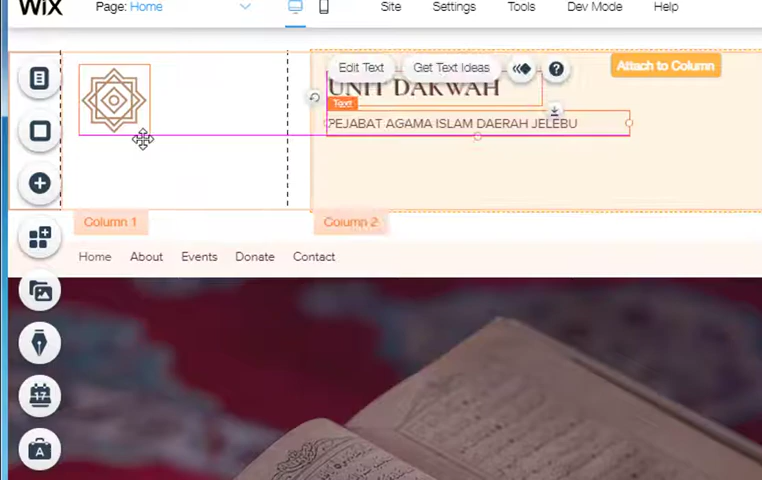 WIX
Page: Home
Site
Settings
Tools
Dev Mode
Help
Edit Text
Get Text Ideas
Attach to Column
UNIT DAKWAH
Text
PEJABAT AGAMA ISLAM DAERAH JELEBU
Column 1
Column 2
Home
About
Events
Donate
Contact
17
A